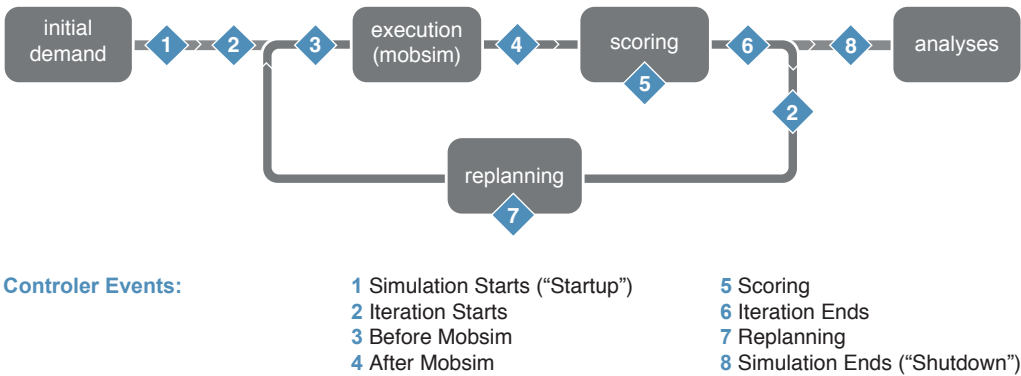 initial
demand
1
2
3
execution
(mobsim)
4
scoring
5
6
8
analyses
2
replanning
7
Controler Events:
1 Simulation Starts (“Startup”)
2 Iteration Starts
3 Before Mobsim
4 After Mobsim
5 Scoring
6 Iteration Ends
7 Replanning
8 Simulation Ends (“Shutdown”)